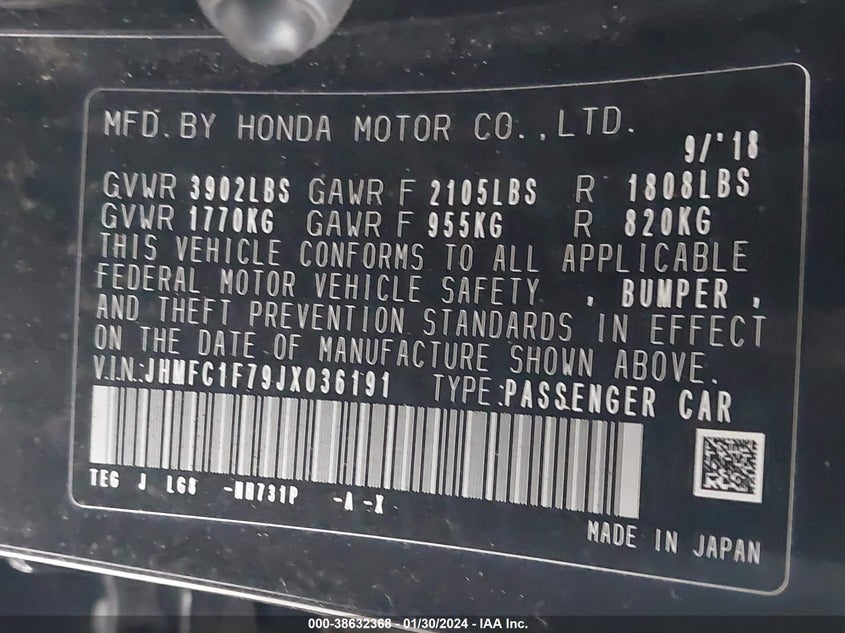 MFD. BY HONDA MOTOR CO., LTD.
9/'18
GVWR 3902LBS GAWR F 2105LBS R 1808LBS
GVWR 1770KG GAWR F 955KG R 820KG
THIS VEHICLE CONFORMS TO ALL APPLICABLE
FEDERAL MOTOR VEHICLE SAFETY , BUMPER ,
AND THEFT PREVENTION STANDARDS IN EFFECT
ON THE DATE OF MANUFACTURE SHOWN ABOVE.
V.I.N.:JHMFC1F79JX036191 TYPE:PASSENGER CAR
TEG J LG8 -NH731P -A -X
MADE IN JAPAN
000-38632368 - 01/30/2024 - IAA Inc.